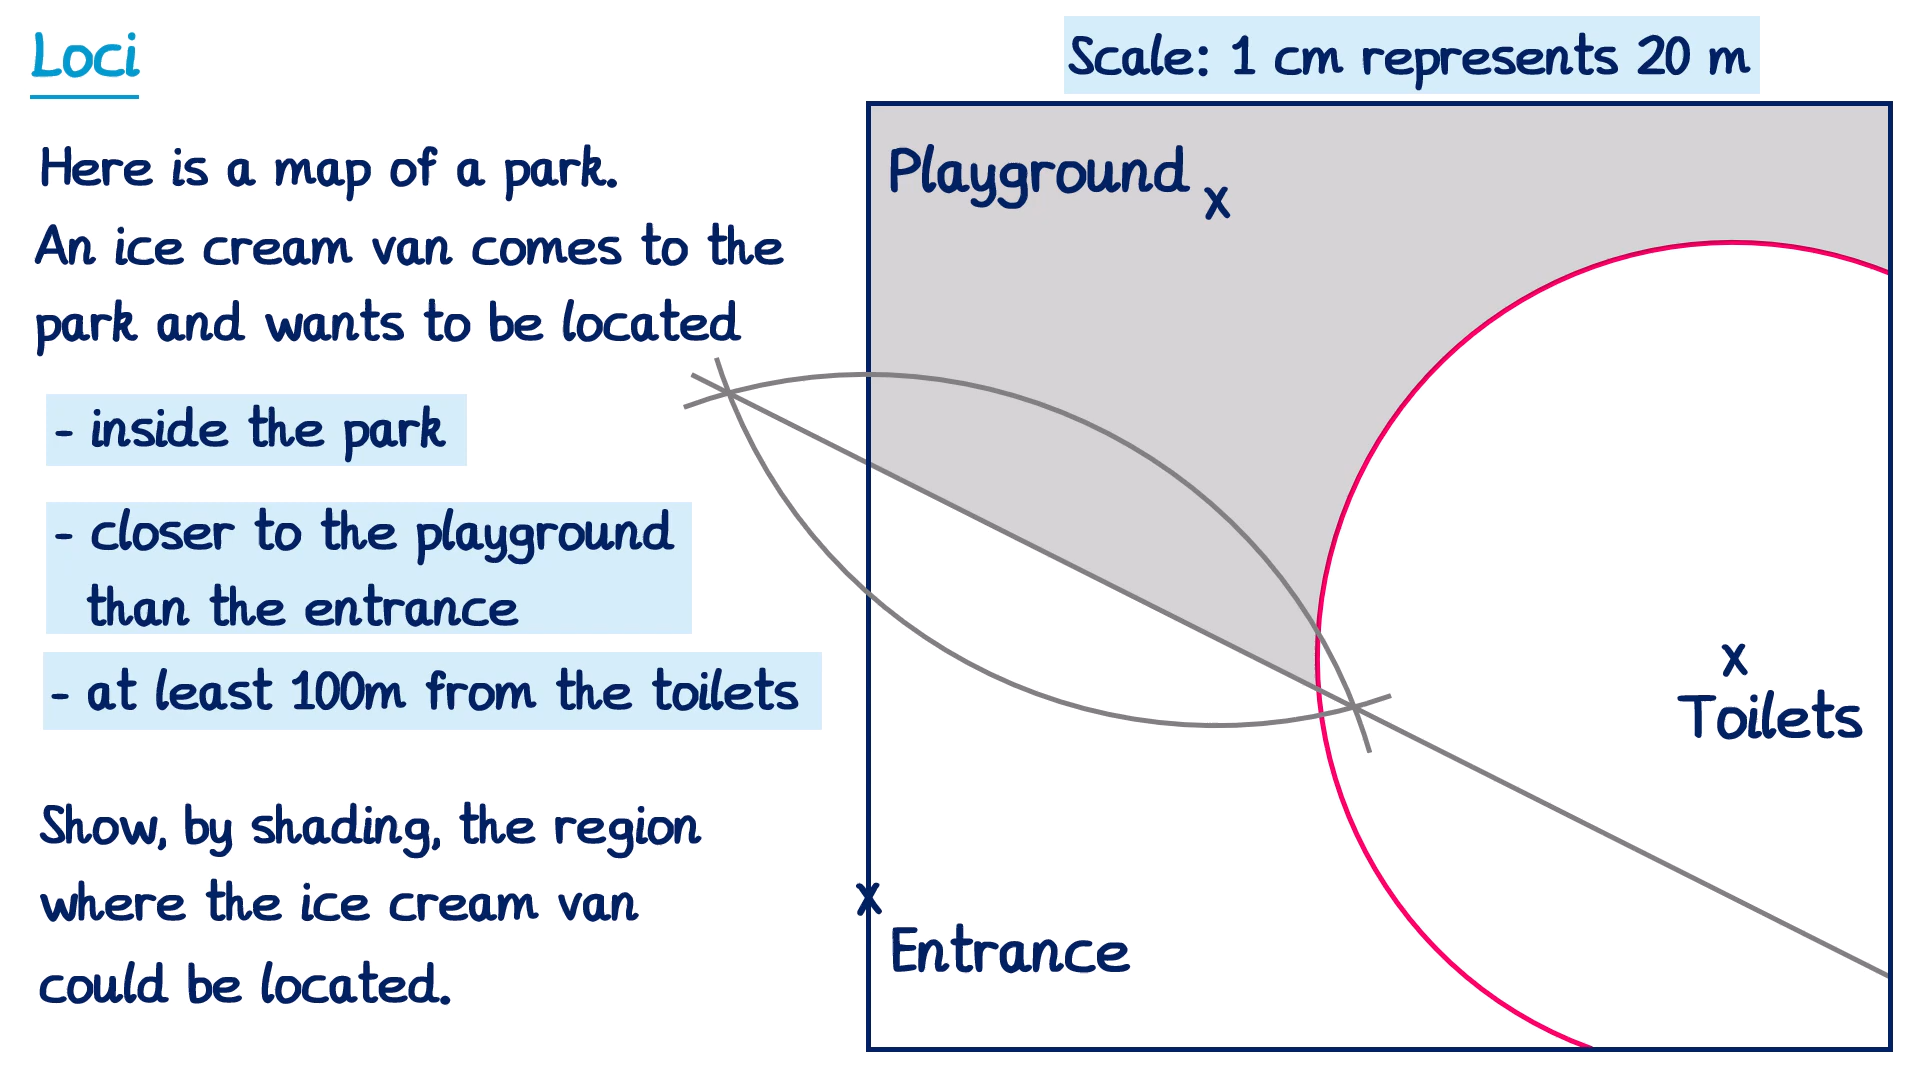 Loci
Scale: 1 cm represents 20 m
Here is a map of a park.
An ice cream van comes to the
park and wants to be located
- inside the park
- closer to the playground
than the entrance
- at least 100m from the toilets
Show, by shading, the region
where the ice cream van
could be located.
Playground x
x
Toilets
x
Entrance